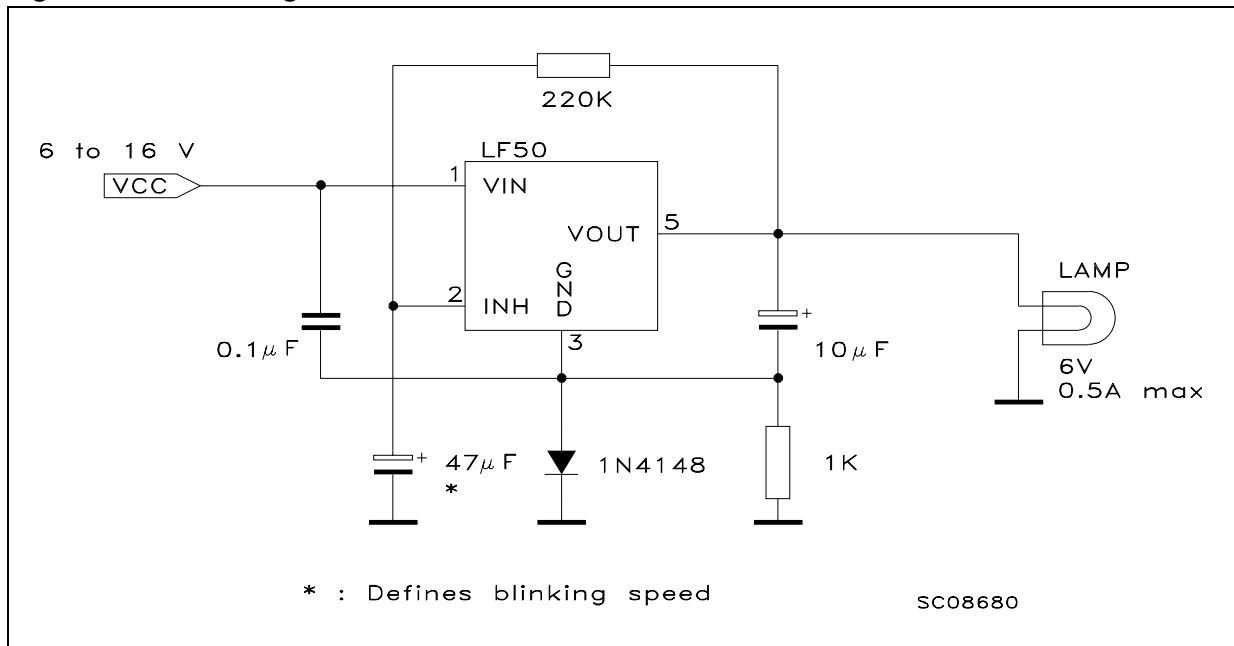 220K
6 to 16 V
LF50
VCC
1
VIN
5
VOUT
GND
2
INH
LAMP
3
0.1μF
10μF
6V
0.5A max
47μF
*
1N4148
1K
* : Defines blinking speed
SC08680